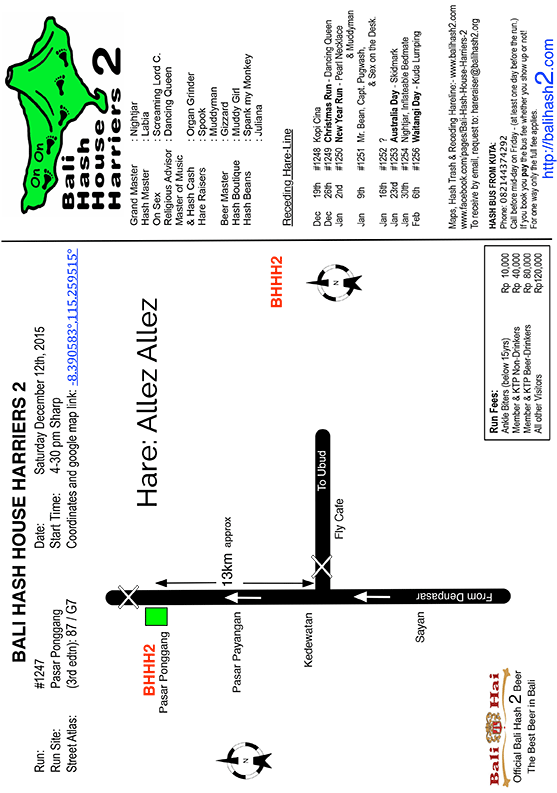 BALI HASH HOUSE HARRIERS 2
Run: #1247
Run Site: Pasar Ponggang
Street Atlas: (3rd edtn): 87 / G7
Date: Saturday December 12th, 2015
Start Time: 4-30 pm Sharp
Coordinates and google map link: -8.390583°,115.259515°
Hare: Allez Allez
BHHH2
Pasar Ponggang
Pasar Payangan
Kedewatan
Sayan
13km approx
From Denpasar
To Ubud
Fly Cafe
N
BHHH2
N
Bali Hai
Official Bali Hash 2 Beer
The Best Beer in Bali
Run Fees:
Ankle Biters (below 15yrs) Rp 10,000
Member & KTP Non-Drinkers Rp 40,000
Member & KTP Beer-Drinkers Rp 80,000
All other Visitors Rp120,000
On On
Bali
Hash
House
Harriers 2
Grand Master : Nightjar
Hash Master : Labia
On Sex : Screaming Lord C.
Religious Advisor : Dancing Queen
Master of Music
& Hash Cash : Organ Grinder
Hare Raisers : Spook
: Muddyman
Beer Master : Gizzard
Hash Boutique : Muddy Girl
Hash Beans : Spank my Monkey
: Juliana
Receding Hare-Line
Dec 19th #1248 Kopi Cina
Dec 26th #1249 Christmas Run - Dancing Queen
Jan 2nd #1250 New Year Run - Pearl Necklace
& Muddyman
Jan 9th #1251 Mr. Bean, Capt, Pugwash,
& Sex on the Desk.
Jan 16th #1252 ?
Jan 23rd #1253 Australia Day - Skidmark
Jan 30th #1254 Nightjar, Inflateable Bedmate
Feb 6th #1256 Waitangi Day - Kuda Lumping
Maps, Hash Trash & Receding Hareline:- www.balihash2.com
www.facebook.com/pages/Bali-Hash-House-Harriers-2
To receive by email, request to: hareraiser@balihash2.org
HASH BUS FROM KUTA:
Phone: 082144374292
Call before mid-day on Friday - (at least one day before the run.)
If you book you pay the bus fee whether you show up or not!
For one way only the full fee applies.
http://balihash2.com